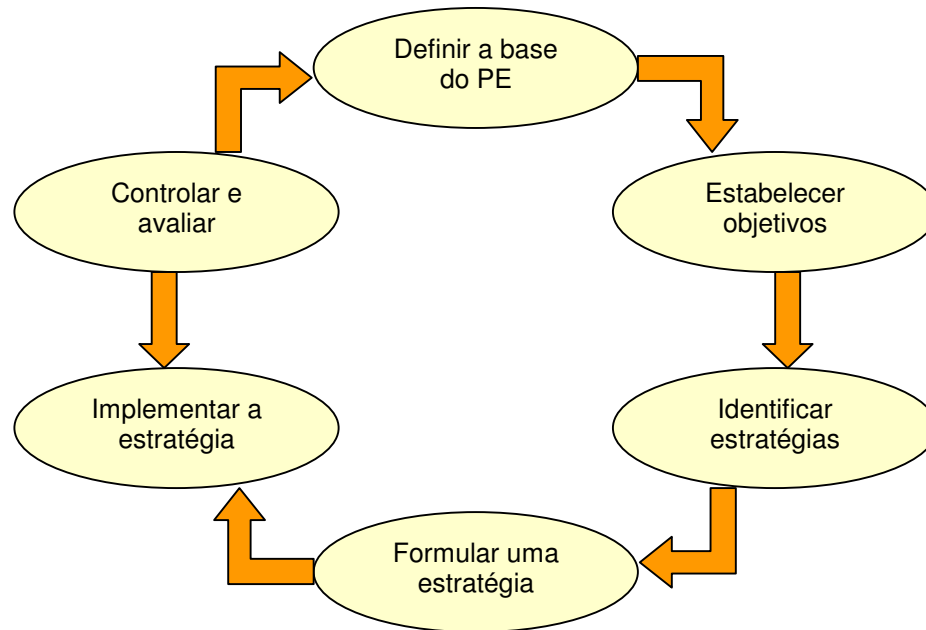 Definir a base
do PE
Estabelecer
objetivos
Identificar
estratégias
Formular uma
estratégia
Implementar a
estratégia
Controlar e
avaliar